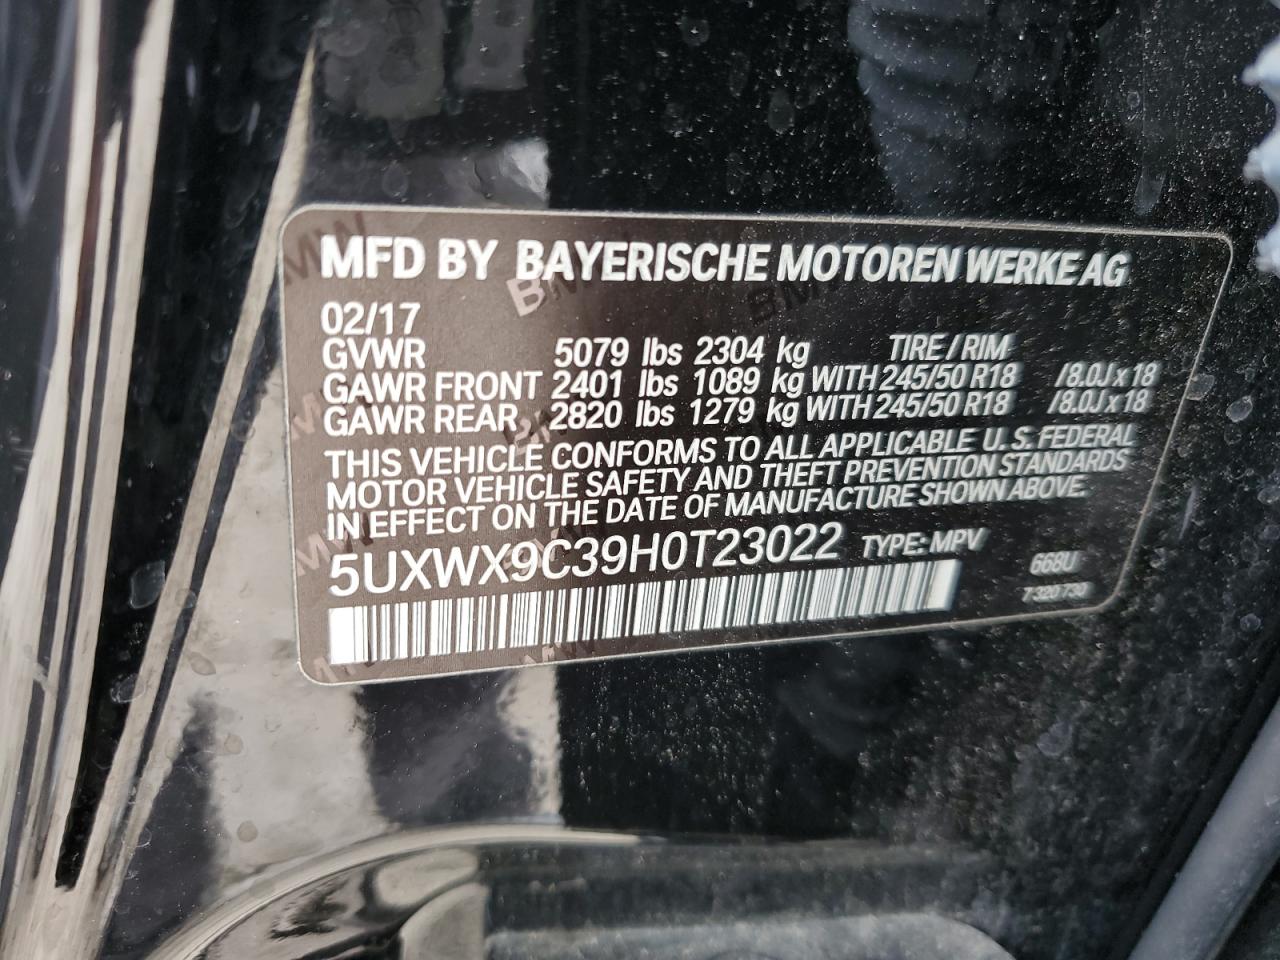 MFD BY BAYERISCHE MOTOREN WERKE AG
02/17
GVWR 5079 lbs 2304 kg TIRE / RIM
GAWR FRONT 2401 lbs 1089 kg WITH 245/50 R18 /8.0J x 18
GAWR REAR 2820 lbs 1279 kg WITH 245/50 R18 /8.0J x 18
THIS VEHICLE CONFORMS TO ALL APPLICABLE U.S. FEDERAL
MOTOR VEHICLE SAFETY AND THEFT PREVENTION STANDARDS
IN EFFECT ON THE DATE OF MANUFACTURE SHOWN ABOVE.
5UXWX9C39H0T23022 TYPE: MPV
668U
7 320 730